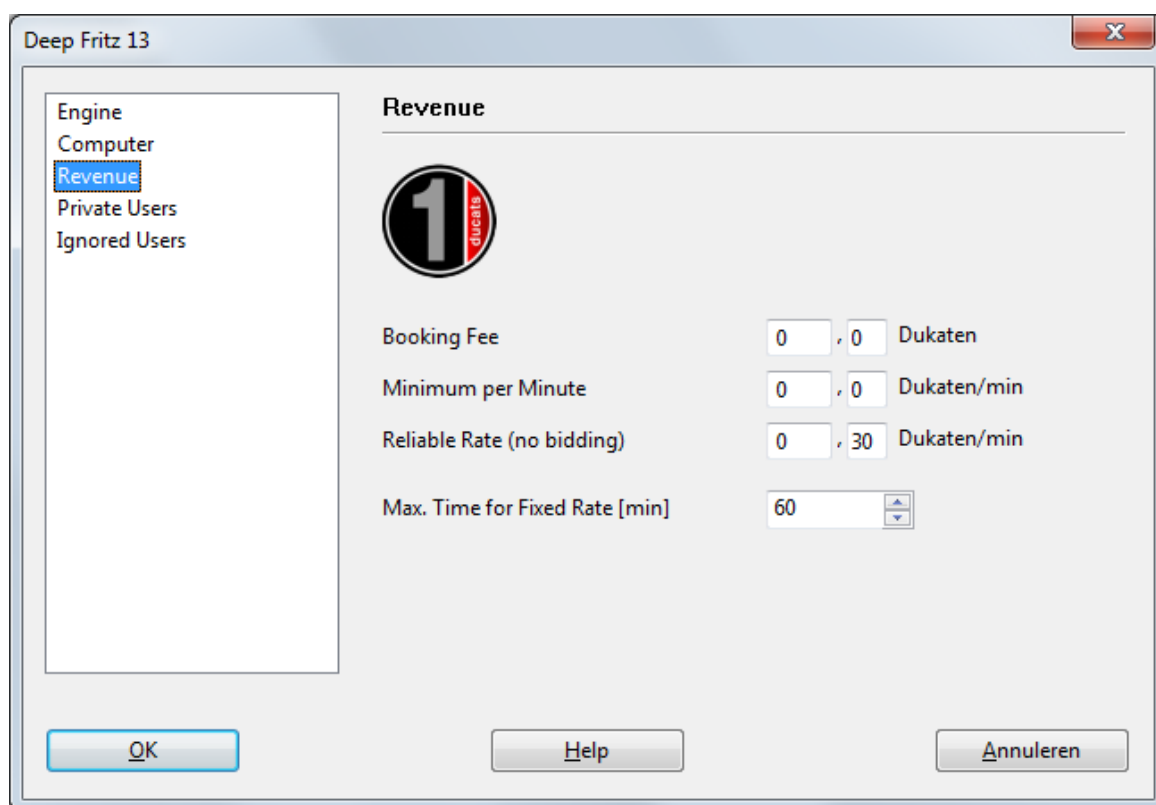 Deep Fritz 13
Engine
Computer
Revenue
Private Users
Ignored Users
Revenue
1 ducats
Booking Fee 0 , 0 Dukaten
Minimum per Minute 0 , 0 Dukaten/min
Reliable Rate (no bidding) 0 , 30 Dukaten/min
Max. Time for Fixed Rate [min] 60
OK Help Annuleren